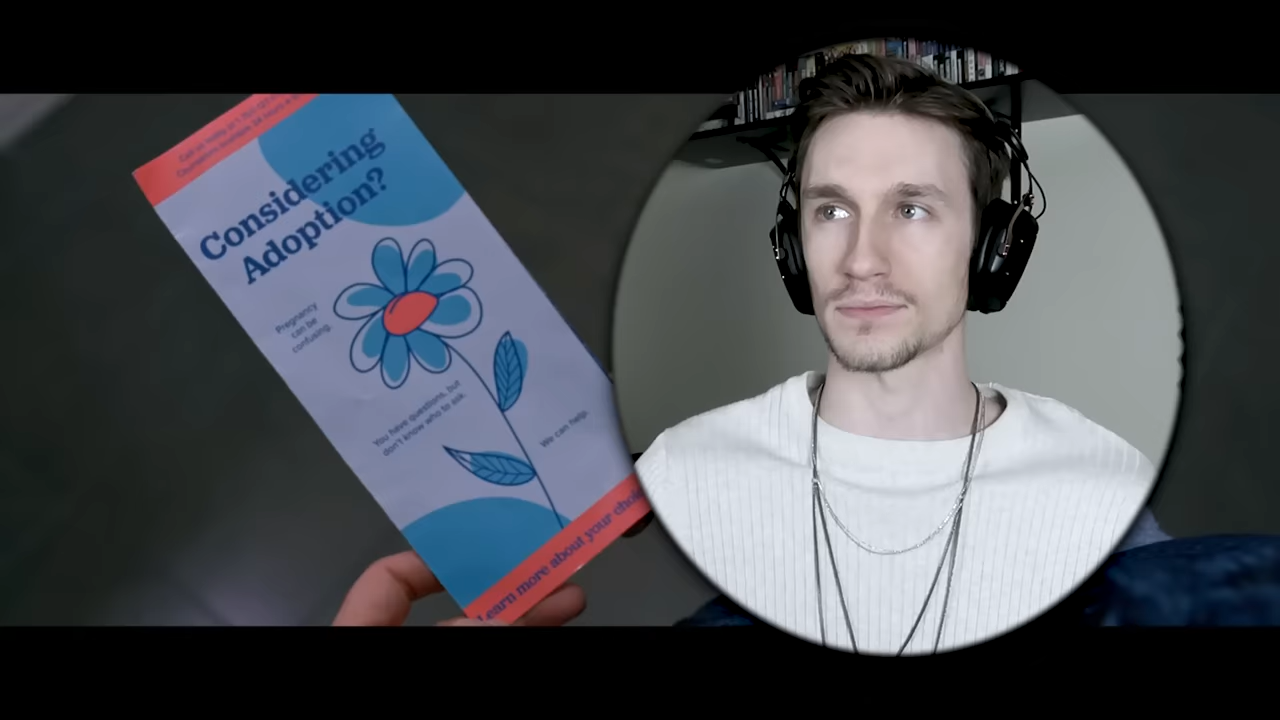 Considering
Adoption?
Pregnancy
can be
confusing.
You have questions, but
don't know who to ask.
We can help.
Learn more about your